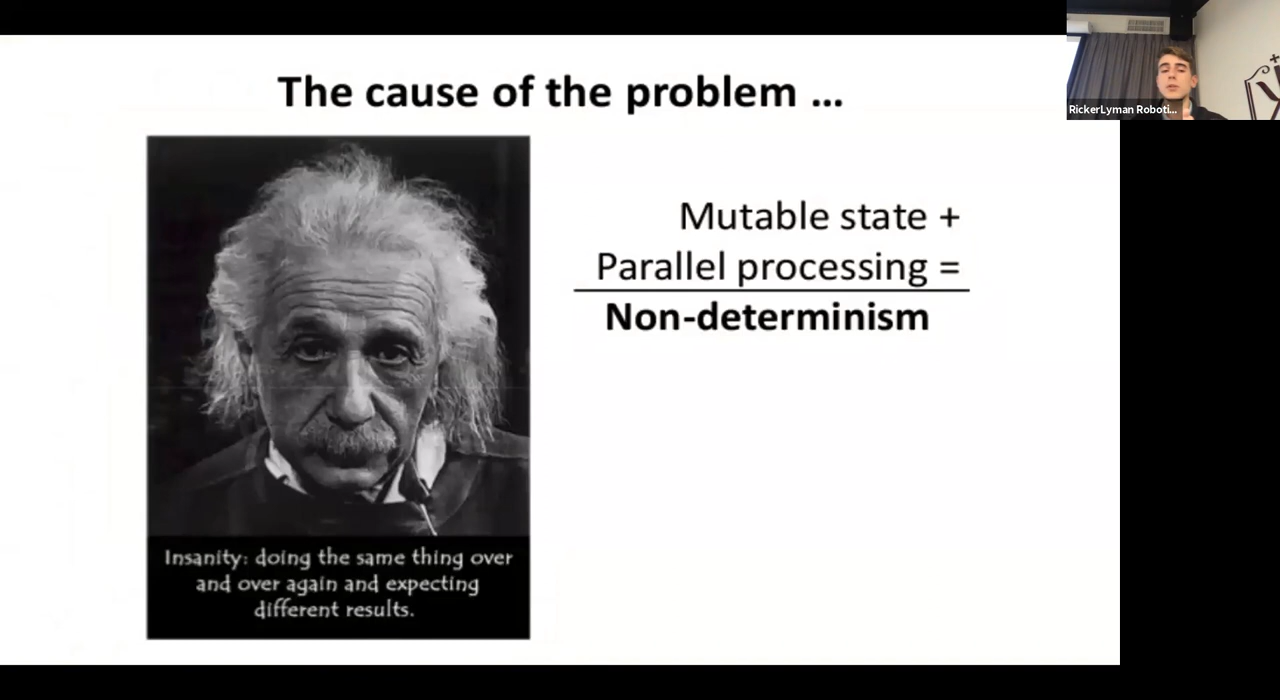 The cause of the problem ...
RickerLyman Roboti...
Mutable state +
Parallel processing =
Non-determinism
Insanity: doing the same thing over
and over again and expecting
different results.